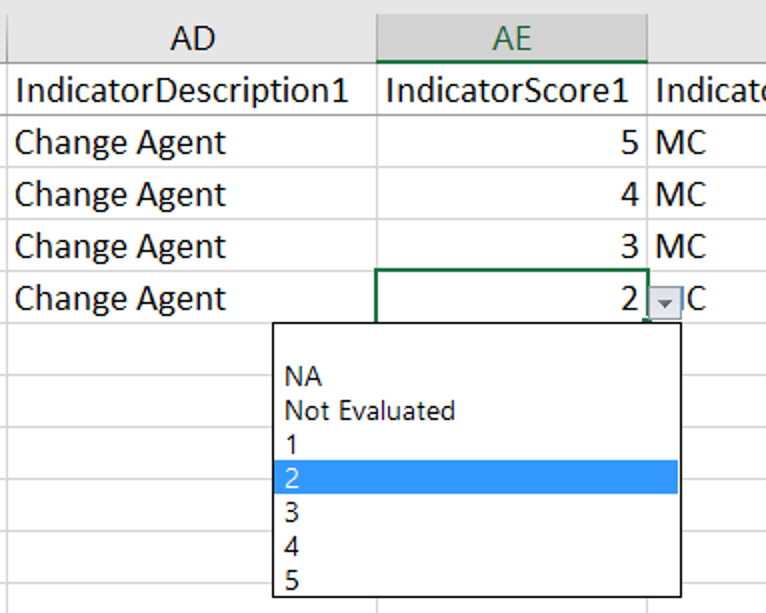 AD AE
IndicatorDescription1 IndicatorScore1 Indicato
Change Agent 5 MC
Change Agent 4 MC
Change Agent 3 MC
Change Agent 2 C
NA
Not Evaluated
1
2
3
4
5